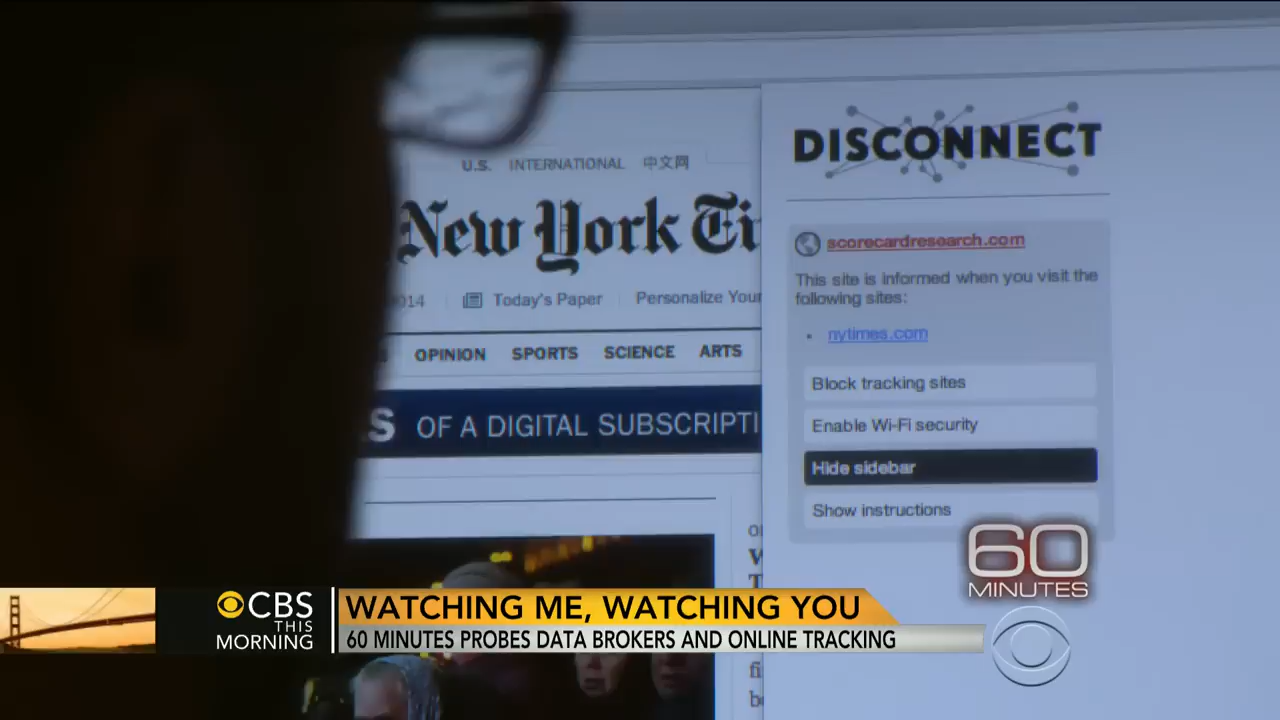 U.S. INTERNATIONAL 中文网
New York Ti
2014 Today's Paper Personalize Your
OPINION SPORTS SCIENCE ARTS
OF A DIGITAL SUBSCRIPTI
DISCONNECT
scorecardresearch.com
This site is informed when you visit the
following sites:
• nytimes.com
Block tracking sites
Enable Wi-Fi security
Hide sidebar
Show instructions
60
MINUTES
CBS
THIS
MORNING
WATCHING ME, WATCHING YOU
60 MINUTES PROBES DATA BROKERS AND ONLINE TRACKING